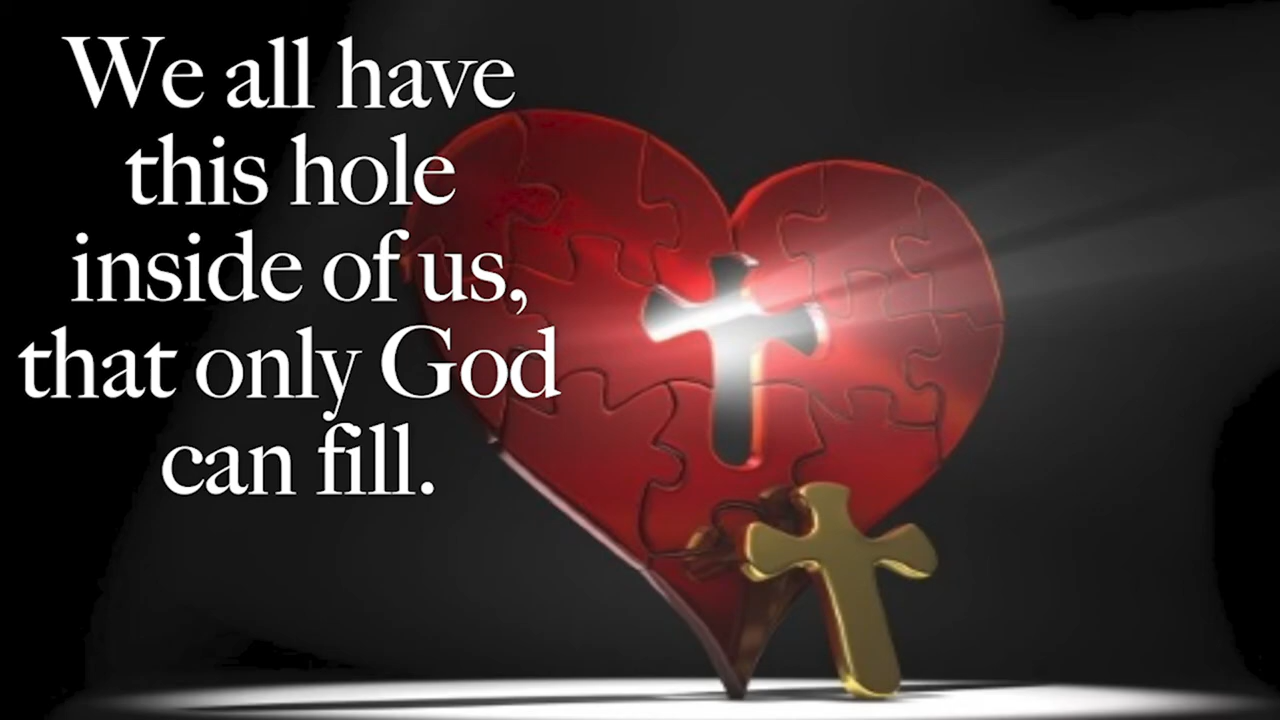 We all have
this hole
inside of us,
that only God
can fill.